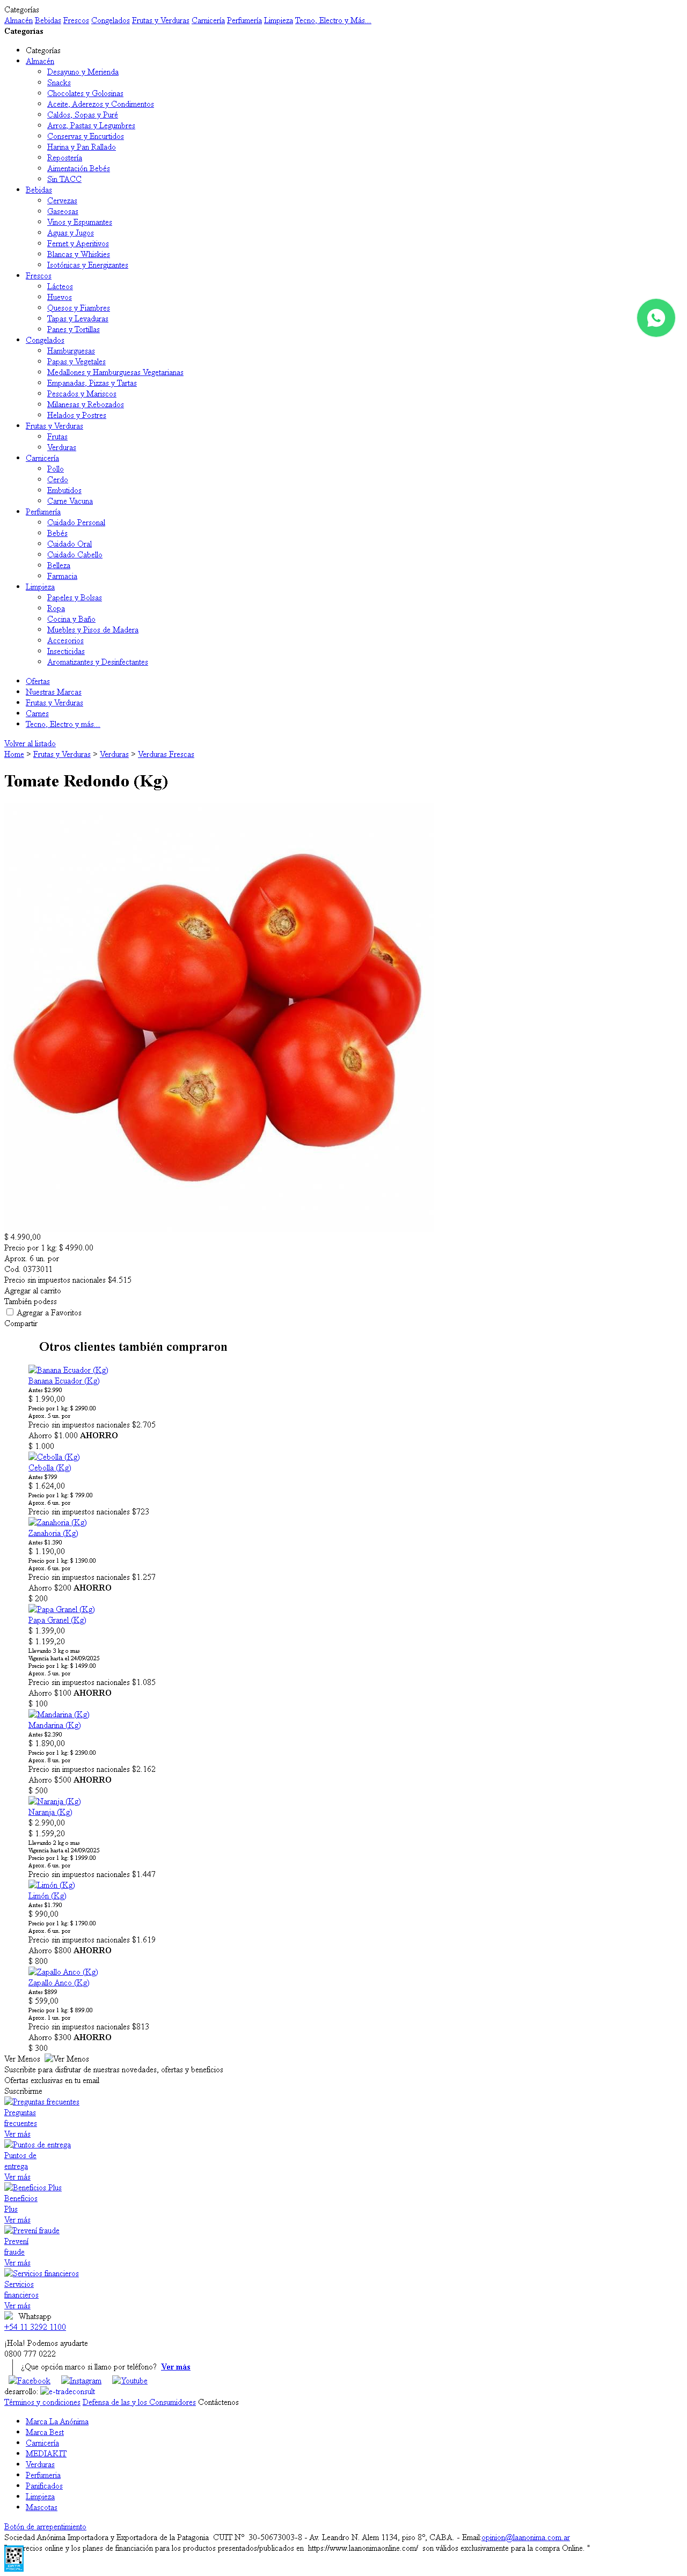 Categorías
Almacén Bebidas Frescos Congelados Frutas y Verduras Carnicería Perfumería Limpieza Tecno, Electro y Más...
Categorías
Categorías
Almacén
Desayuno y Merienda
Snacks
Chocolates y Golosinas
Aceite, Aderezos y Condimentos
Caldos, Sopas y Puré
Arroz, Pastas y Legumbres
Conservas y Encurtidos
Harina y Pan Rallado
Repostería
Aimentación Bebés
Sin TACC
Bebidas
Cervezas
Gaseosas
Vinos y Espumantes
Aguas y Jugos
Fernet y Aperitivos
Blancas y Whiskies
Isotónicas y Energizantes
Frescos
Lácteos
Huevos
Quesos y Fiambres
Tapas y Levaduras
Panes y Tortillas
Congelados
Hamburguesas
Papas y Vegetales
Medallones y Hamburguesas Vegetarianas
Empanadas, Pizzas y Tartas
Pescados y Mariscos
Milanesas y Rebozados
Helados y Postres
Frutas y Verduras
Frutas
Verduras
Carnicería
Pollo
Cerdo
Embutidos
Carne Vacuna
Perfumería
Cuidado Personal
Bebés
Cuidado Oral
Cuidado Cabello
Belleza
Farmacia
Limpieza
Papeles y Bolsas
Ropa
Cocina y Baño
Muebles y Pisos de Madera
Accesorios
Insecticidas
Aromatizantes y Desinfectantes
Ofertas
Nuestras Marcas
Frutas y Verduras
Carnes
Tecno, Electro y más...
Volver al listado
Home > Frutas y Verduras > Verduras > Verduras Frescas
Tomate Redondo (Kg)
$ 4.990,00
Precio por 1 kg: $ 4990.00
Aprox. 6 un. por
Cod. 0373011
Precio sin impuestos nacionales $4.515
Agregar al carrito
También podess
Agregar a Favoritos
Compartir
Otros clientes también compraron
Banana Ecuador (Kg)
Banana Ecuador (Kg)
Antes $2.990
$ 1.990,00
Precio por 1 kg: $ 2990.00
Aprox. 5 un. por
Precio sin impuestos nacionales $2.705
Ahorro $1.000 AHORRO
$ 1.000
Cebolla (Kg)
Cebolla (Kg)
Antes $799
$ 1.624,00
Precio por 1 kg: $ 799.00
Aprox. 6 un. por
Precio sin impuestos nacionales $723
Zanahoria (Kg)
Zanahoria (Kg)
Antes $1.390
$ 1.190,00
Precio por 1 kg: $ 1390.00
Aprox. 6 un. por
Precio sin impuestos nacionales $1.257
Ahorro $200 AHORRO
$ 200
Papa Granel (Kg)
Papa Granel (Kg)
$ 1.399,00
$ 1.199,20
Llevando 3 kg o mas
Vigencia hasta el 24/09/2025
Precio por 1 kg: $ 1499.00
Aprox. 5 un. por
Precio sin impuestos nacionales $1.085
Ahorro $100 AHORRO
$ 100
Mandarina (Kg)
Mandarina (Kg)
Antes $2.390
$ 1.890,00
Precio por 1 kg: $ 2390.00
Aprox. 8 un. por
Precio sin impuestos nacionales $2.162
Ahorro $500 AHORRO
$ 500
Naranja (Kg)
Naranja (Kg)
$ 2.990,00
$ 1.599,20
Llevando 2 kg o mas
Vigencia hasta el 24/09/2025
Precio por 1 kg: $ 1999.00
Aprox. 6 un. por
Precio sin impuestos nacionales $1.447
Limón (Kg)
Limón (Kg)
Antes $1.790
$ 990,00
Precio por 1 kg: $ 1790.00
Aprox. 6 un. por
Precio sin impuestos nacionales $1.619
Ahorro $800 AHORRO
$ 800
Zapallo Anco (Kg)
Zapallo Anco (Kg)
Antes $899
$ 599,00
Precio por 1 kg: $ 899.00
Aprox. 1 un. por
Precio sin impuestos nacionales $813
Ahorro $300 AHORRO
$ 300
Ver Menos Ver Menos
Suscribite para disfrutar de nuestras novedades, ofertas y beneficios
Ofertas exclusivas en tu email
Suscribirme
Preguntas frecuentes
Preguntas
frecuentes
Ver más
Puntos de entrega
Puntos de
entrega
Ver más
Beneficios Plus
Beneficios
Plus
Ver más
Prevení fraude
Prevení
fraude
Ver más
Servicios financieros
Servicios
financieros
Ver más
Whatsapp
+54 11 3292 1100
¡Hola! Podemos ayudarte
0800 777 0222
¿Que opción marco si llamo por teléfono? Ver más
Facebook Instagram Youtube
desarrollo: e-tradeconsult
Términos y condiciones Defensa de las y los Consumidores Contáctenos
Marca La Anónima
Marca Best
Carnicería
MEDIAKIT
Verduras
Perfumeria
Panificados
Limpieza
Mascotas
Botón de arrepentimiento
Sociedad Anónima Importadora y Exportadora de la Patagonia CUIT Nº 30-50673003-8 - Av. Leandro N. Alem 1134, piso 8º, CABA. - Email:opinion@laanonima.com.ar
recios online y los planes de financiación para los productos presentados/publicados en https://www.laanonimaonline.com/ son válidos exclusivamente para la compra Online. "